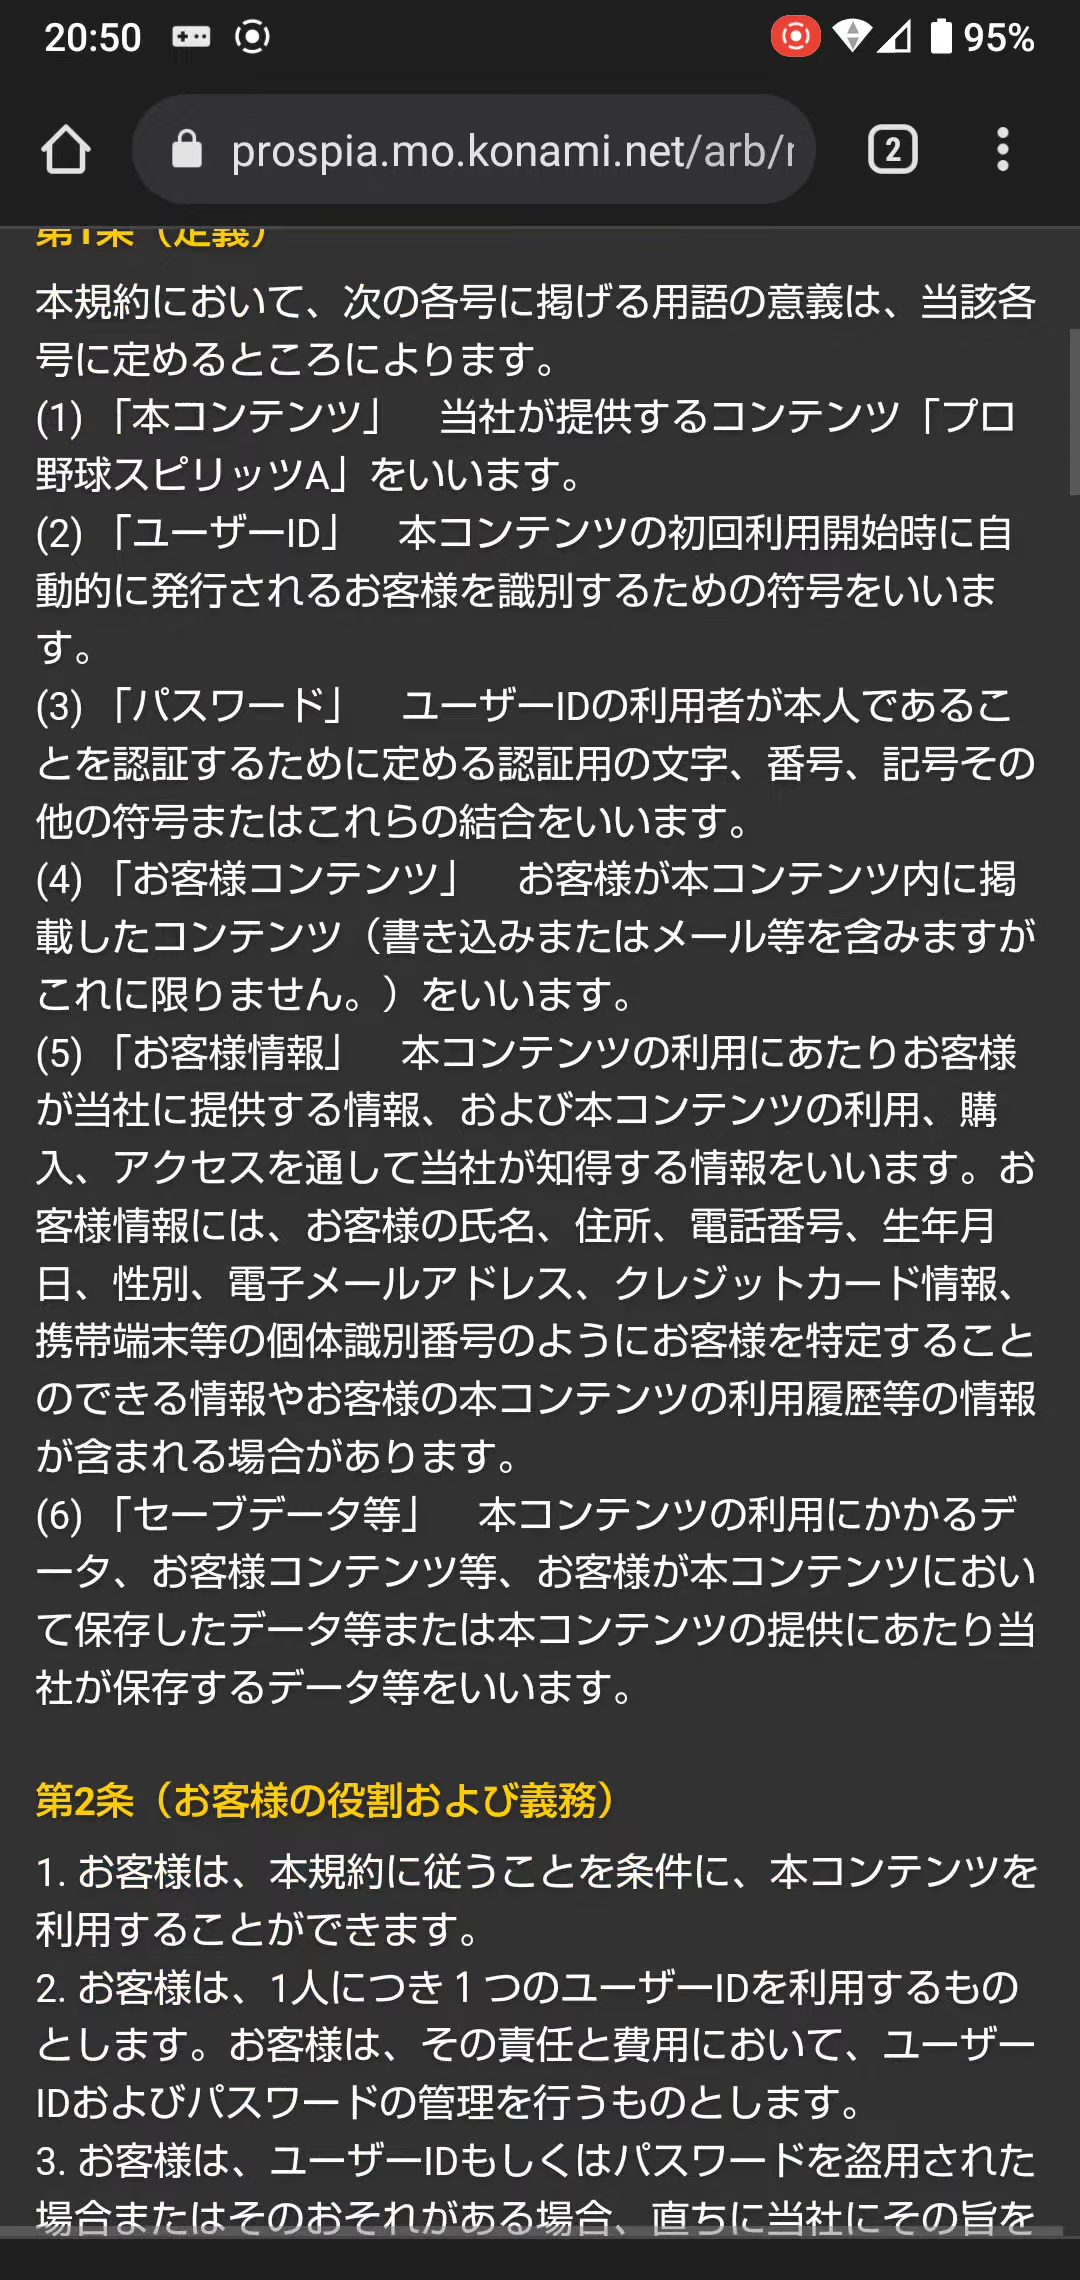 20:50
95%
prospia.mo.konami.net/arb/r
2
第1条（定義）
本規約において、次の各号に掲げる用語の意義は、当該各
号に定めるところによります。
(1) 「本コンテンツ」　当社が提供するコンテンツ「プロ
野球スピリッツA」をいいます。
(2) 「ユーザーID」　本コンテンツの初回利用開始時に自
動的に発行されるお客様を識別するための符号をいいま
す。
(3) 「パスワード」　ユーザーIDの利用者が本人であるこ
とを認証するために定める認証用の文字、番号、記号その
他の符号またはこれらの結合をいいます。
(4) 「お客様コンテンツ」　お客様が本コンテンツ内に掲
載したコンテンツ（書き込みまたはメール等を含みますが
これに限りません。）をいいます。
(5) 「お客様情報」　本コンテンツの利用にあたりお客様
が当社に提供する情報、および本コンテンツの利用、購
入、アクセスを通して当社が知得する情報をいいます。お
客様情報には、お客様の氏名、住所、電話番号、生年月
日、性別、電子メールアドレス、クレジットカード情報、
携帯端末等の個体識別番号のようにお客様を特定すること
のできる情報やお客様の本コンテンツの利用履歴等の情報
が含まれる場合があります。
(6) 「セーブデータ等」　本コンテンツの利用にかかるデ
ータ、お客様コンテンツ等、お客様が本コンテンツにおい
て保存したデータ等または本コンテンツの提供にあたり当
社が保存するデータ等をいいます。
第2条（お客様の役割および義務）
1. お客様は、本規約に従うことを条件に、本コンテンツを
利用することができます。
2. お客様は、1人につき１つのユーザーIDを利用するもの
とします。お客様は、その責任と費用において、ユーザー
IDおよびパスワードの管理を行うものとします。
3. お客様は、ユーザーIDもしくはパスワードを盗用された
場合またはそのおそれがある場合、直ちに当社にその旨を